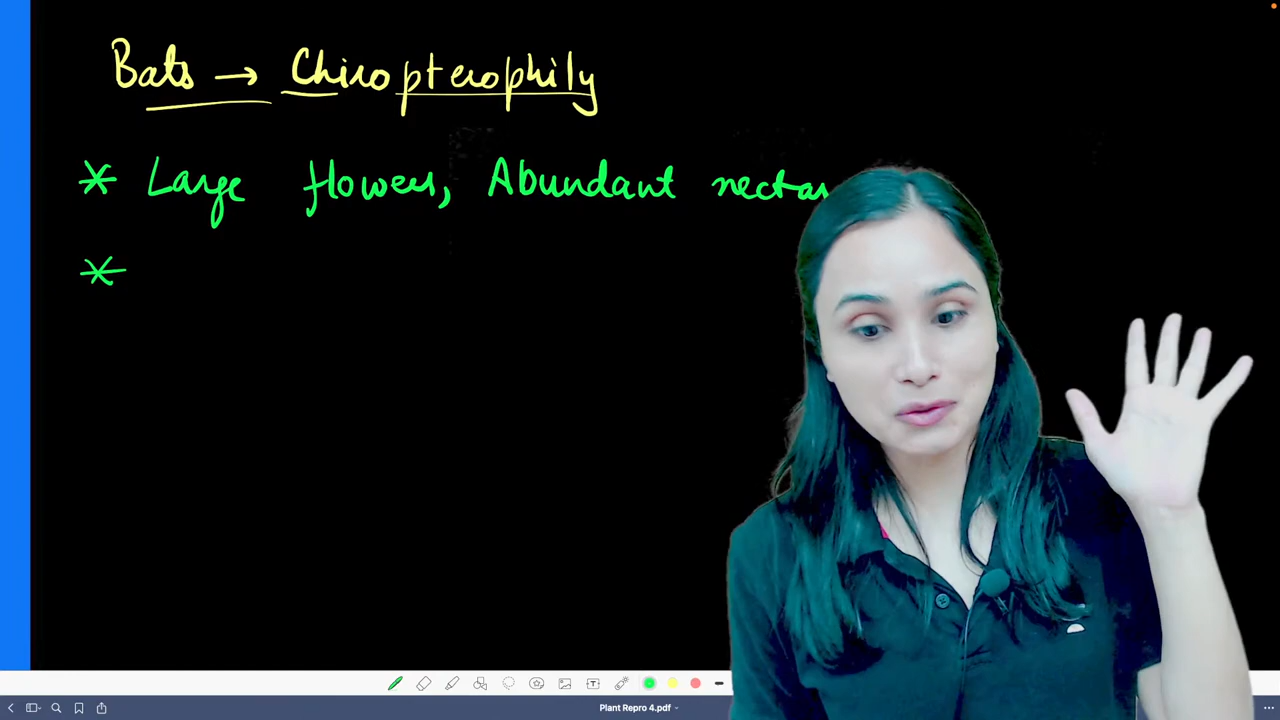 Bats → Chiropterophily
* Large flowers, Abundant nectar
*
Plant Repro 4.pdf